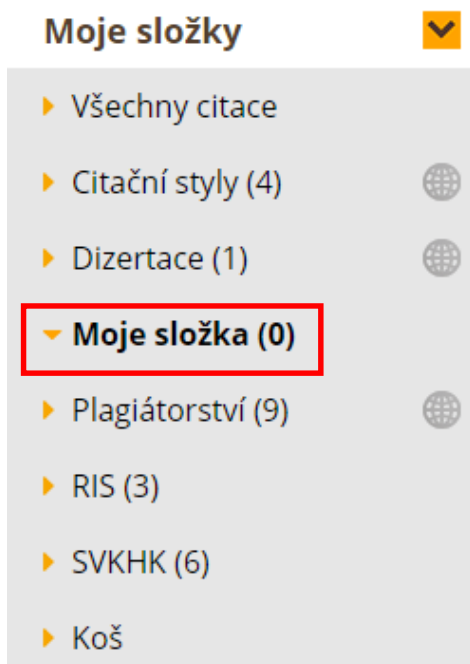 Moje složky
Všechny citace
Citační styly (4)
Dizertace (1)
Moje složka (0)
Plagiátorství (9)
RIS (3)
SVKHK (6)
Koš